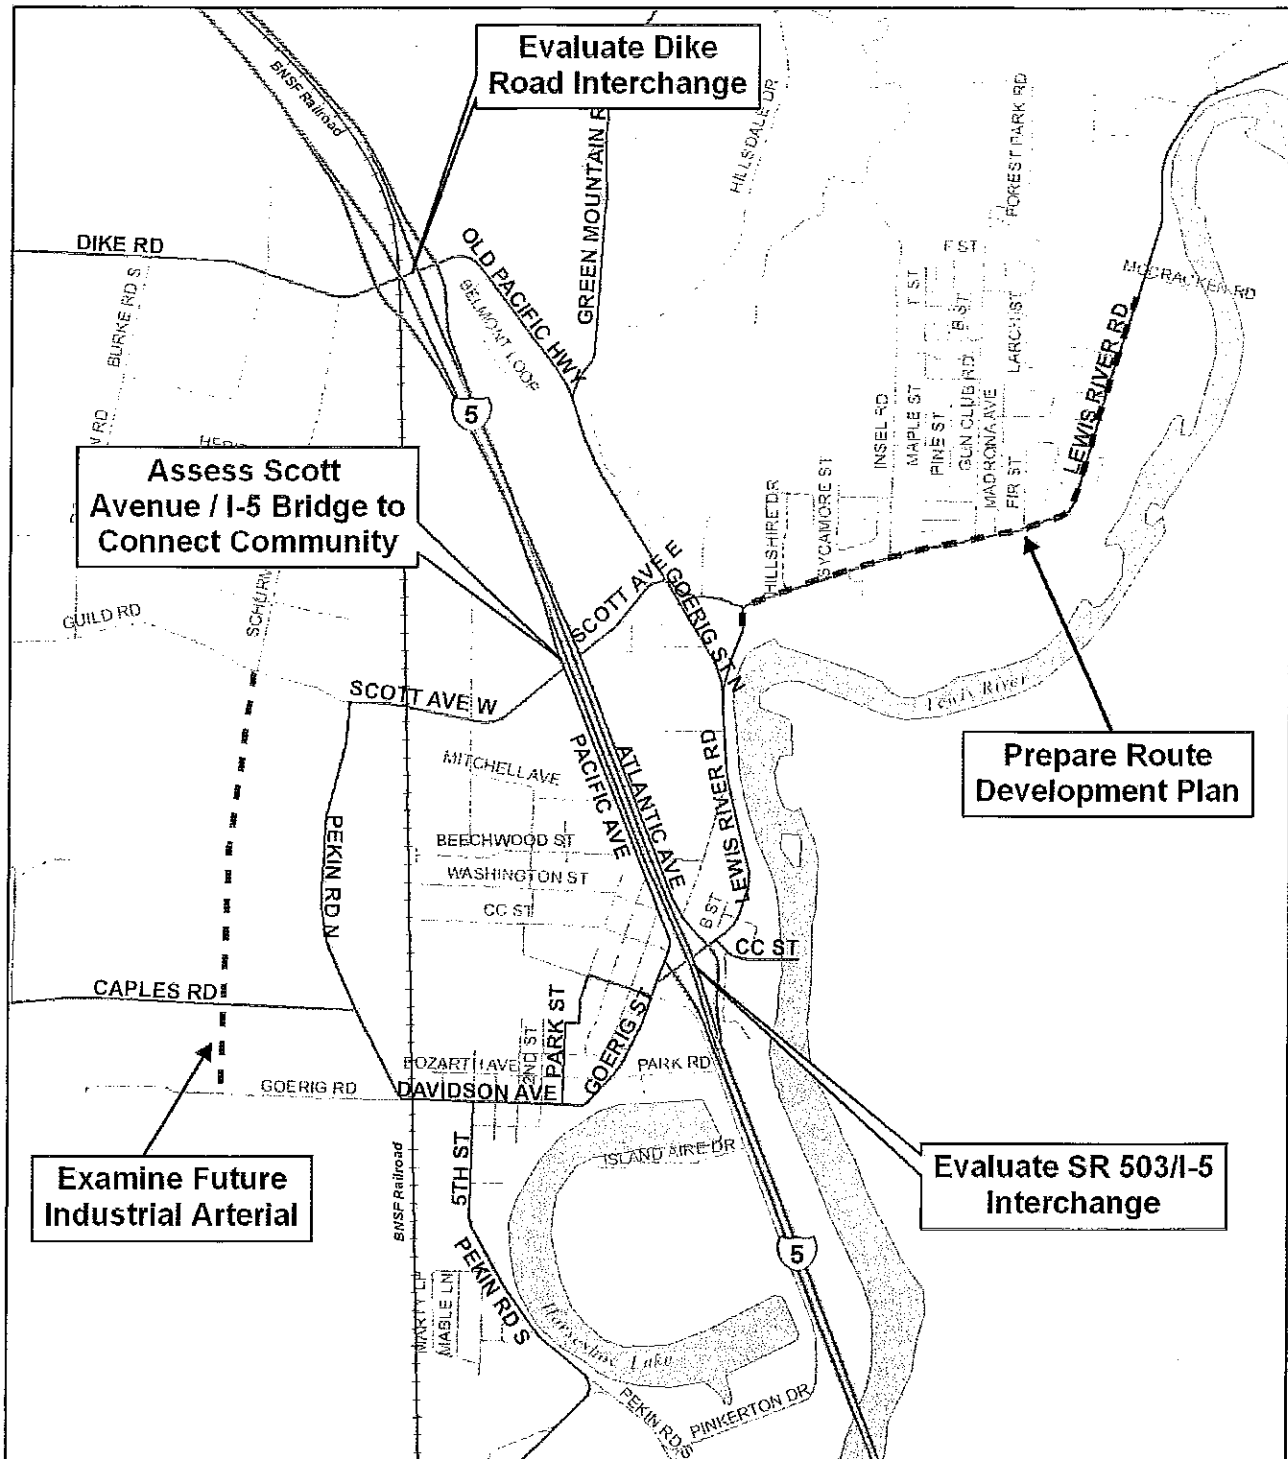 Evaluate Dike
Road Interchange
BNSF Railroad
DIKE RD
BURKE RD S
OLD PACIFIC HWY
BELMONT LOOP
GREEN MOUNTAIN R
HILLSDALE DR
FOREST PARK RD
F ST
T ST
B ST
LARCH ST
McCRACKEN RD
LEWIS RIVER RD
INSEL RD
MAPLE ST
PINE ST
GUN CLUB RD
MADRONA AVE
FIR ST
HILLSHIRE DR
SYCAMORE ST
5
Assess Scott
Avenue / I-5 Bridge to
Connect Community
GUILD RD
SCOTT AVE E
GOERIG ST N
SCOTT AVE W
Lewis River
Prepare Route
Development Plan
MITCHELL AVE
PACIFIC AVE
ATLANTIC AVE
LEWIS RIVER RD
PEKIN RD N
BEECHWOOD ST
WASHINGTON ST
CC ST
B ST
CC ST
CAPLES RD
PARK ST
GOERIG ST
2ND ST
BOZARTH AVE
PARK RD
GOERIG RD
DAVIDSON AVE
Examine Future
Industrial Arterial
BNSF Railroad
5TH ST
ISLAND AIRE DR
Evaluate SR 503/I-5
Interchange
5
PEKIN RD S
MABLE LN
Horseshoe Lake
PEKIN RD S
PINKERTON DR